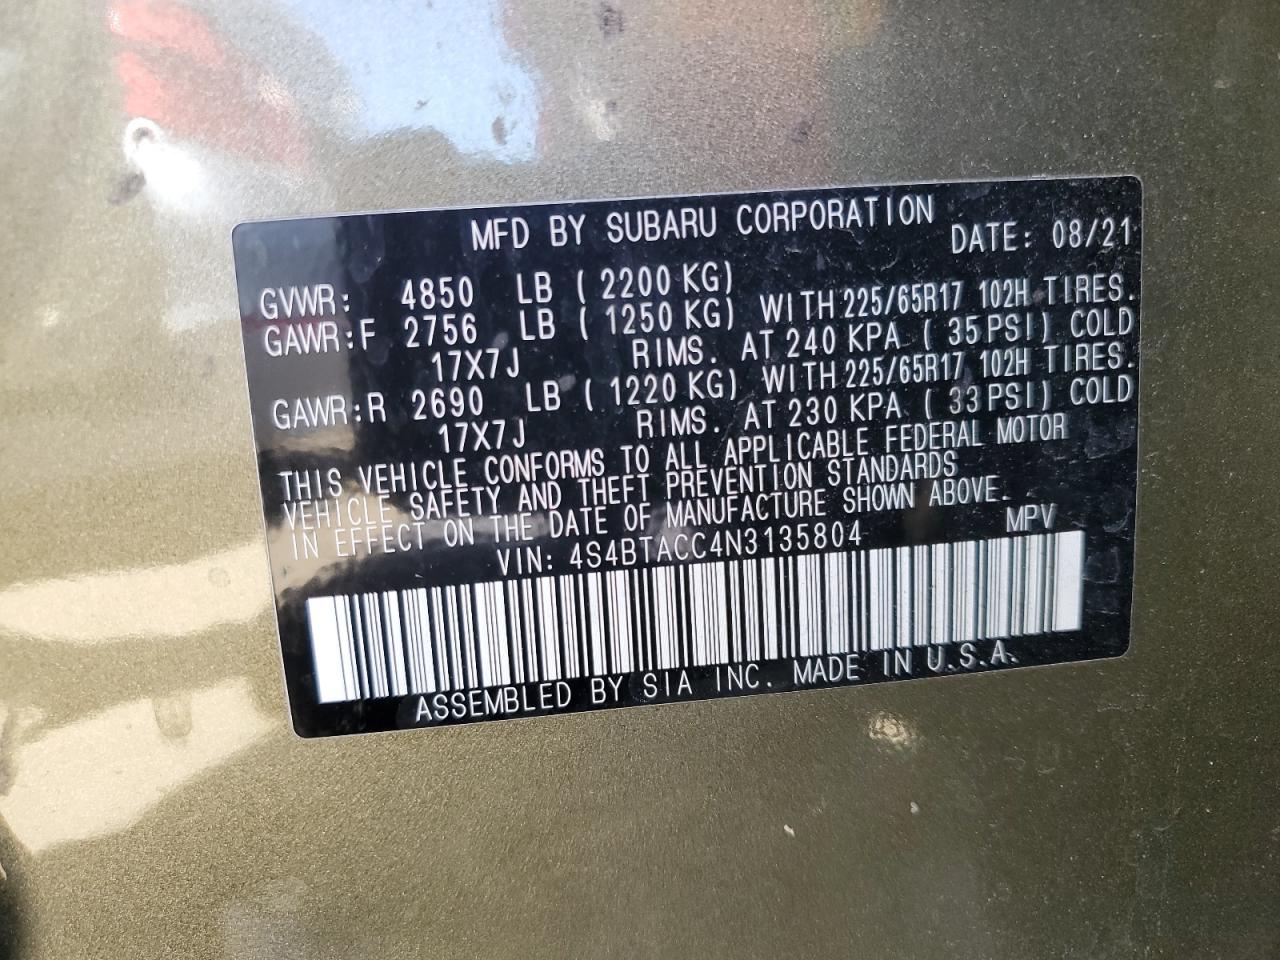 MFD BY SUBARU CORPORATION DATE: 08/21
GVWR: 4850 LB ( 2200 KG)
GAWR:F 2756 LB ( 1250 KG) WITH 225/65R17 102H TIRES.
17X7J RIMS. AT 240 KPA ( 35 PSI) COLD
GAWR:R 2690 LB ( 1220 KG) WITH 225/65R17 102H TIRES.
17X7J RIMS. AT 230 KPA ( 33 PSI) COLD
THIS VEHICLE CONFORMS TO ALL APPLICABLE FEDERAL MOTOR
VEHICLE SAFETY AND THEFT PREVENTION STANDARDS
IN EFFECT ON THE DATE OF MANUFACTURE SHOWN ABOVE.
VIN: 4S4BTACC4N3135804 MPV
ASSEMBLED BY SIA INC. MADE IN U.S.A.